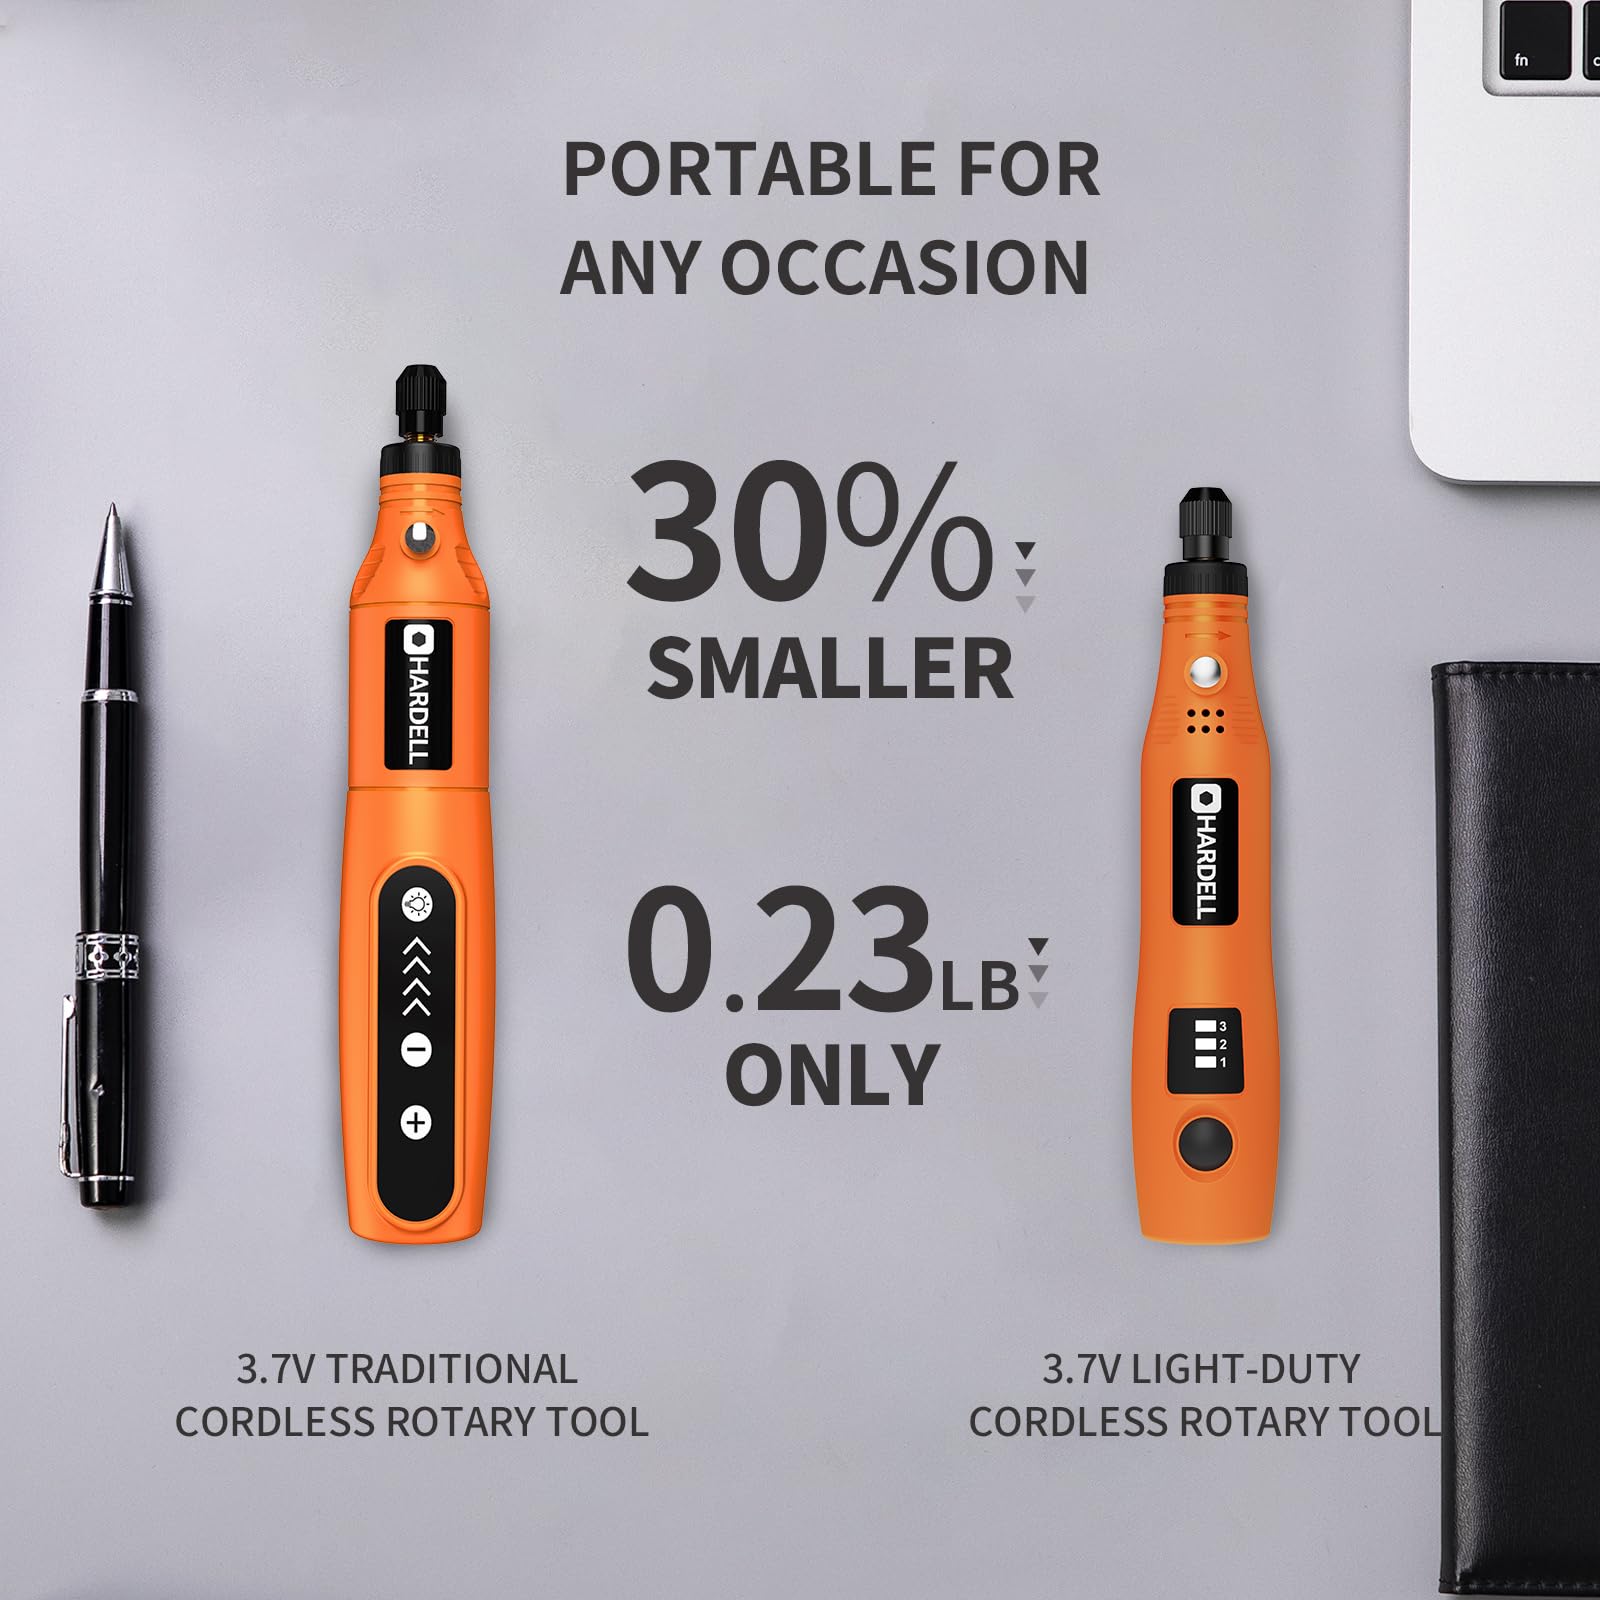 fn
PORTABLE FOR
ANY OCCASION
30%
SMALLER
HARDELL
HARDELL
0.23LB
ONLY
3
2
1
3.7V TRADITIONAL
CORDLESS ROTARY TOOL
3.7V LIGHT-DUTY
CORDLESS ROTARY TOOL